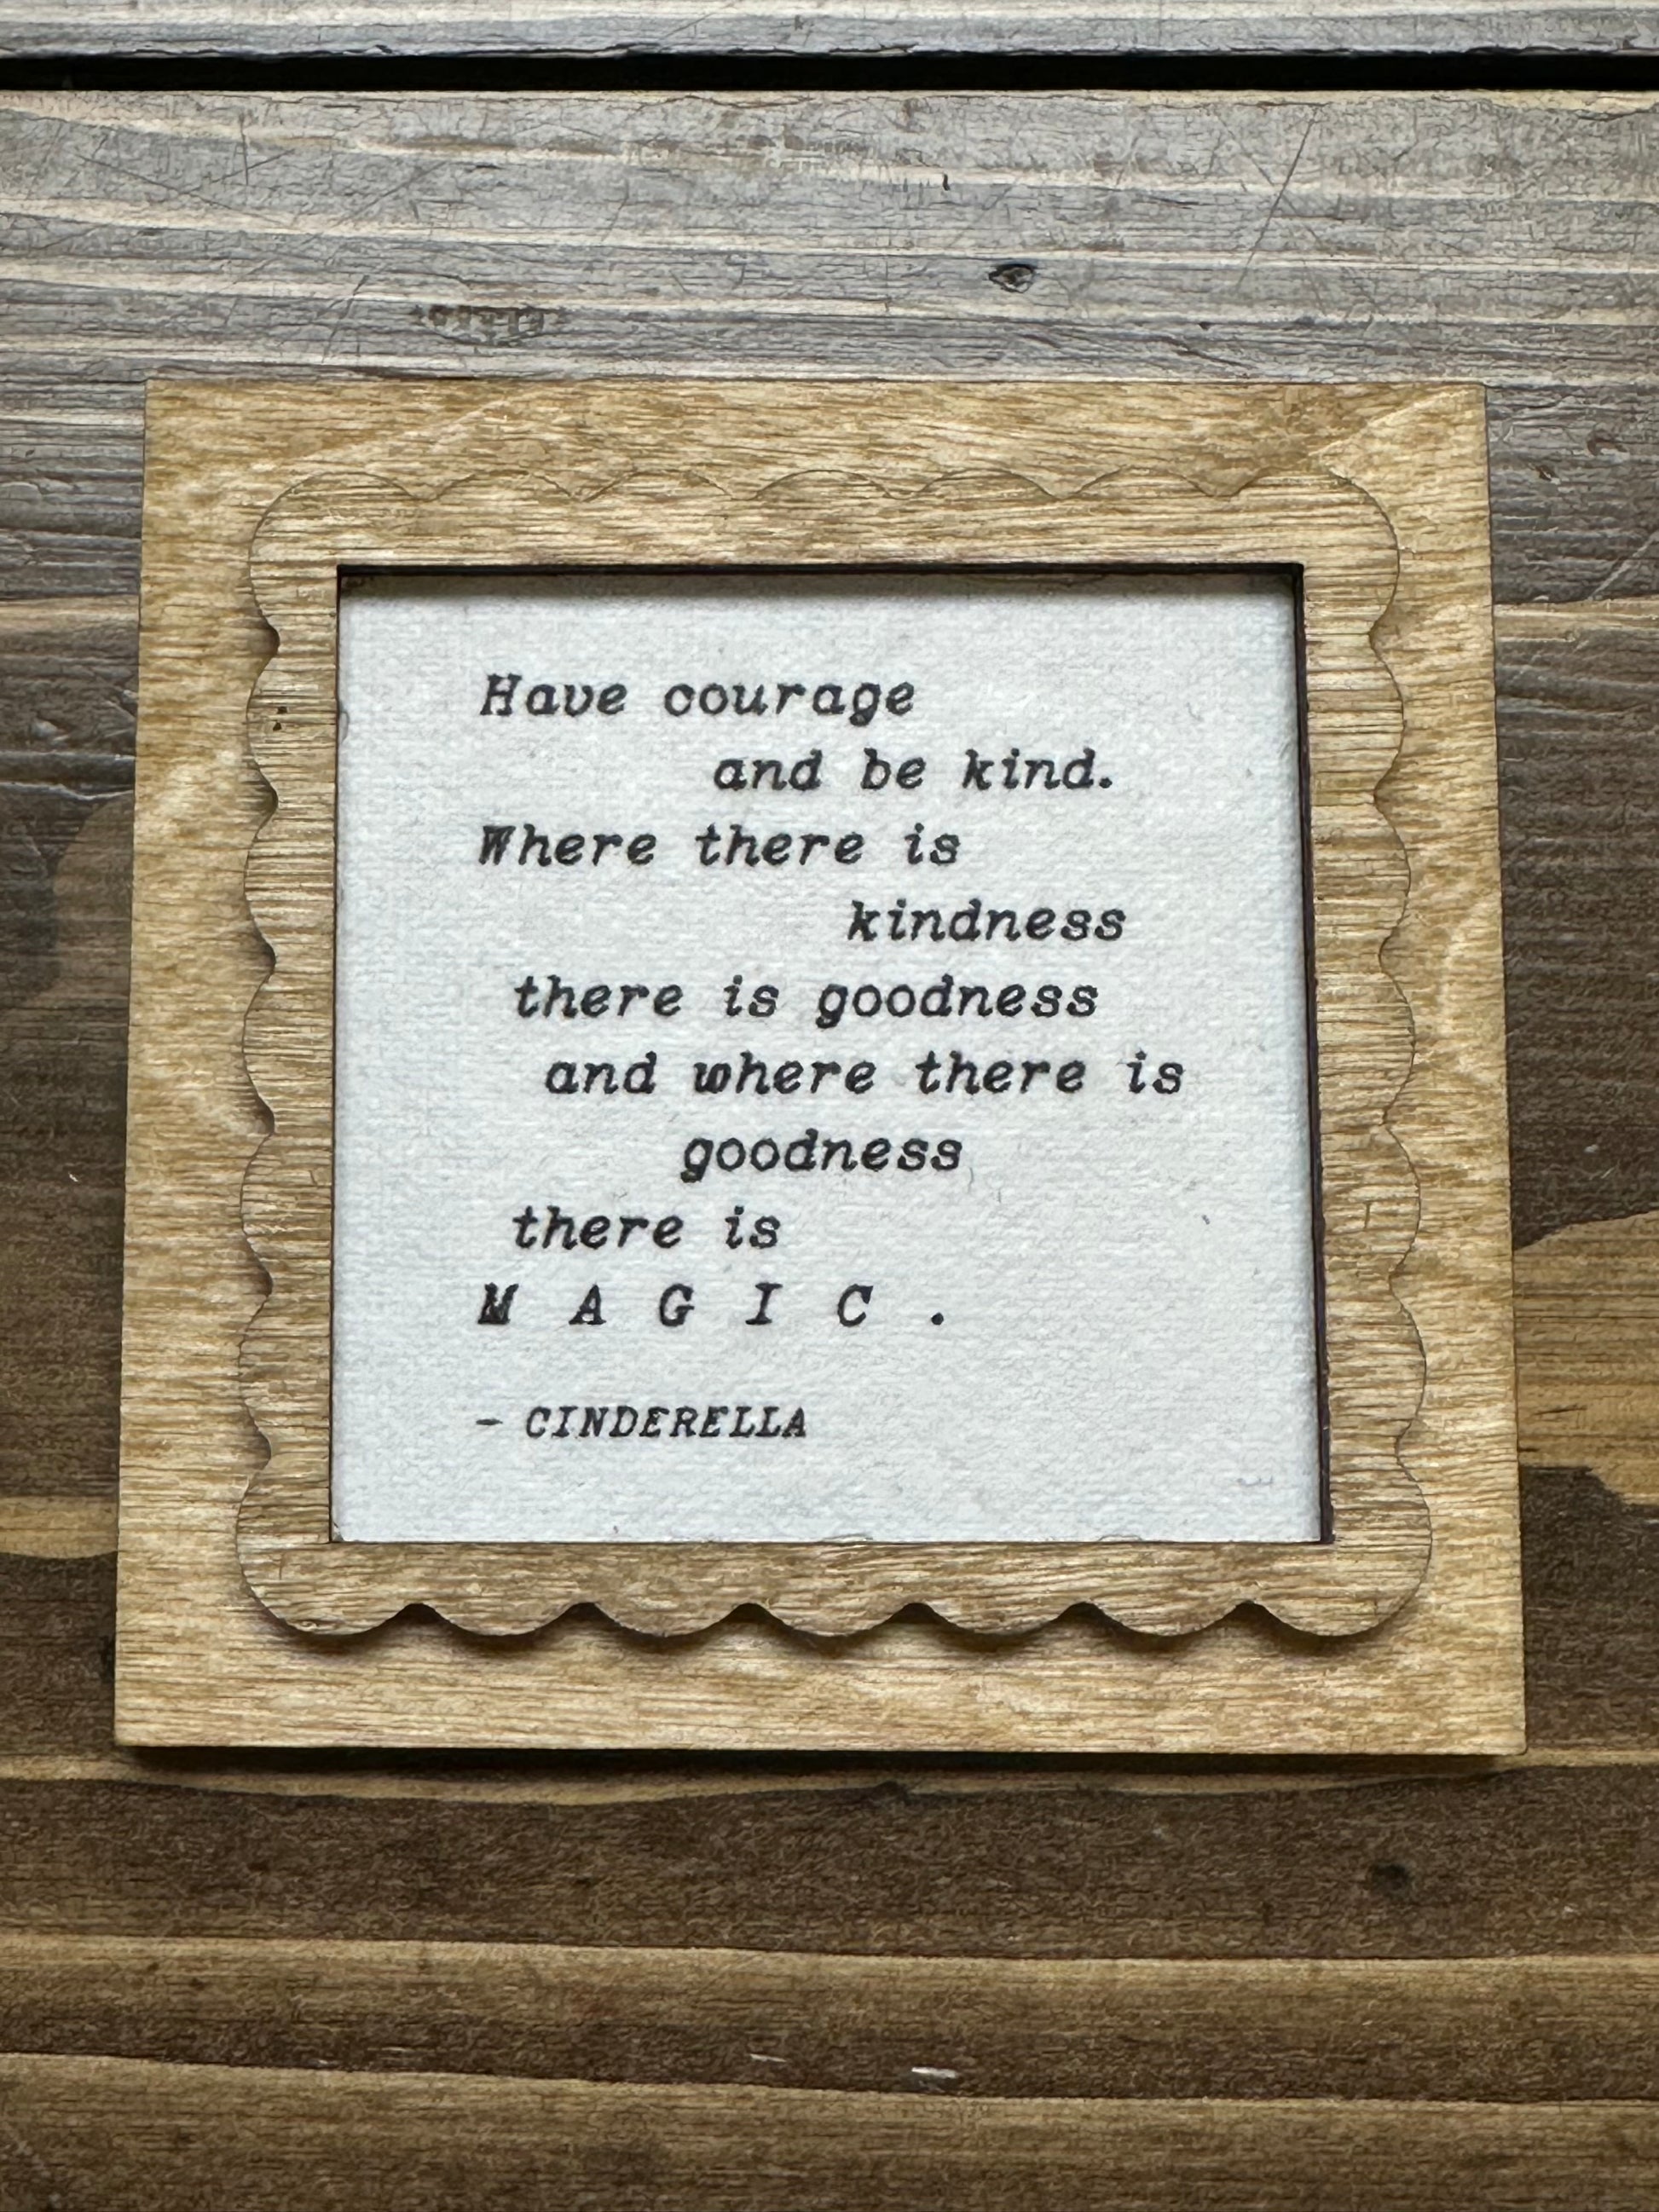 Have courage
and be kind.
Where there is
kindness
there is goodness
and where there is
goodness
there is
M A G I C .
- CINDERELLA